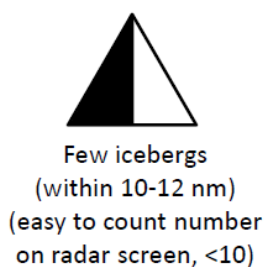 Few icebergs
(within 10-12 nm)
(easy to count number
on radar screen, <10)